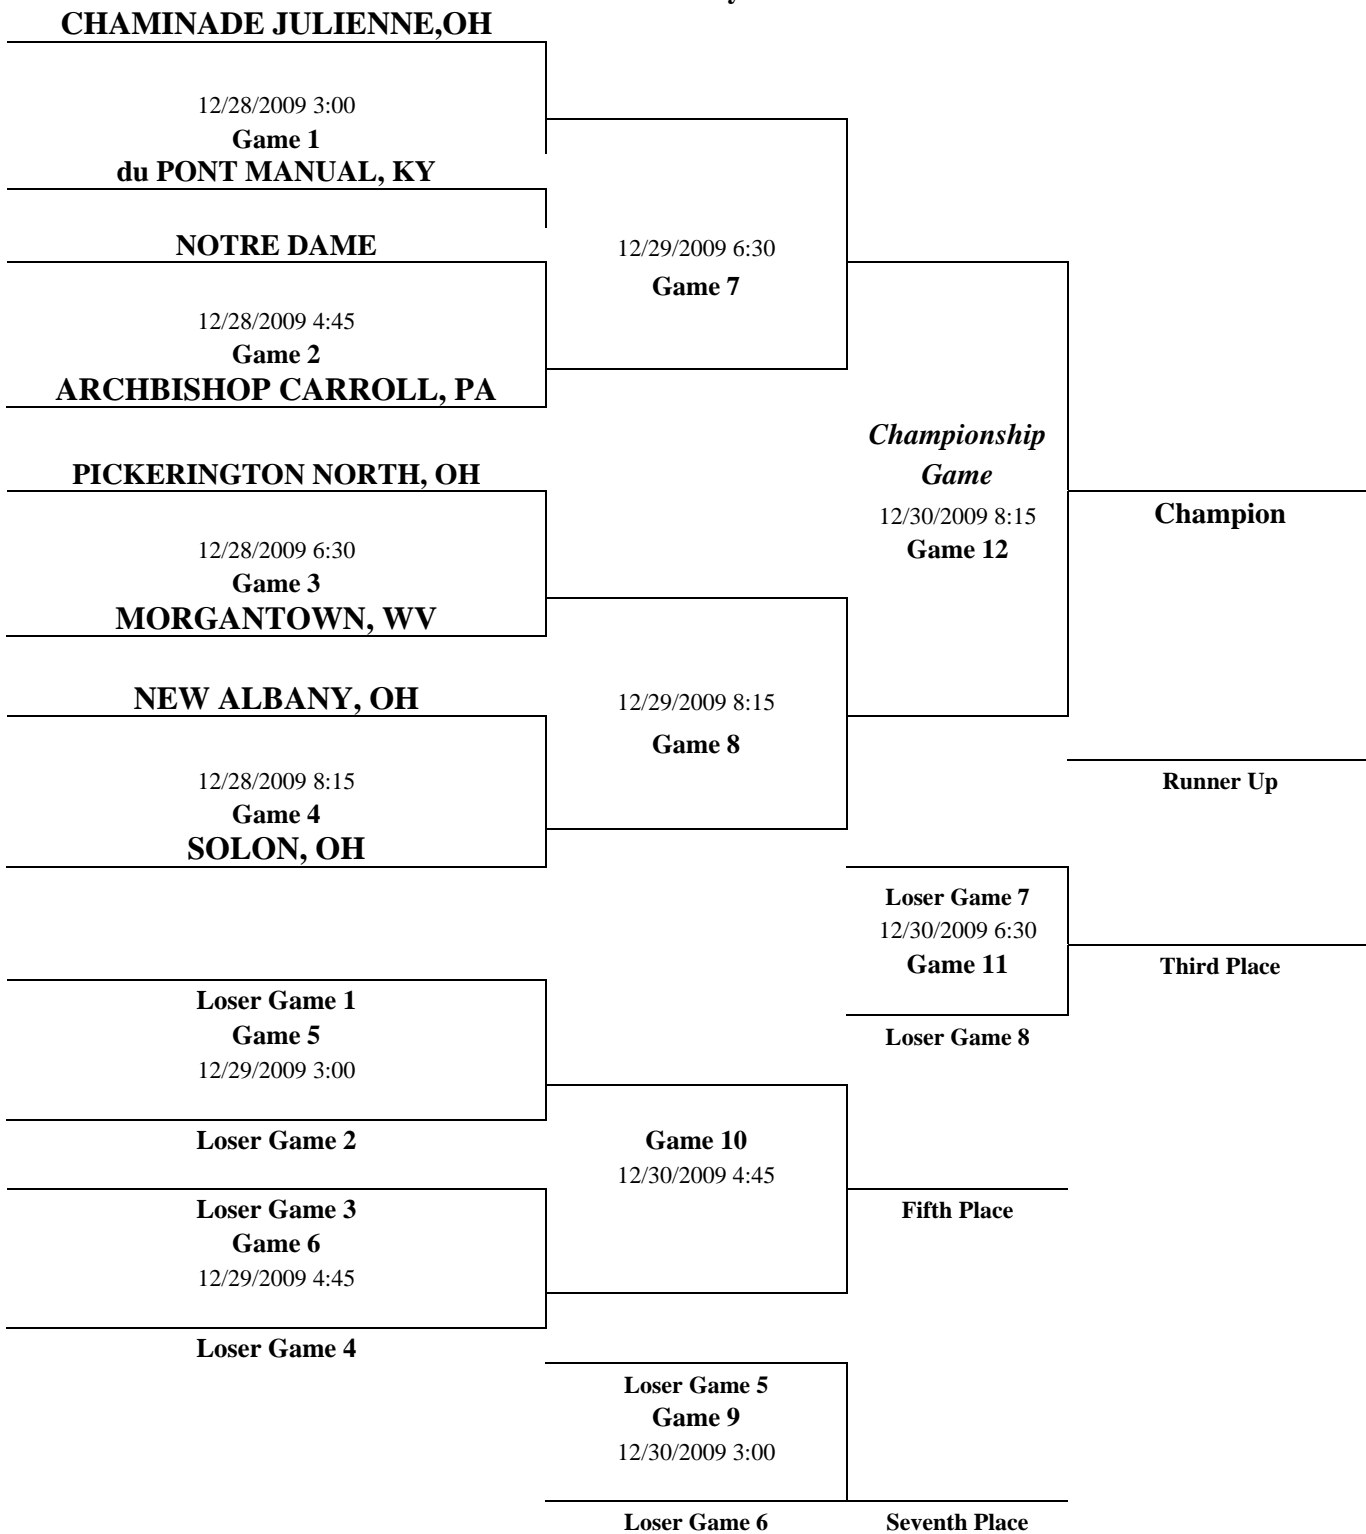 CHAMINADE JULIENNE,OH
12/28/2009 3:00
Game 1
du PONT MANUAL, KY
NOTRE DAME
12/28/2009 4:45
Game 2
ARCHBISHOP CARROLL, PA
PICKERINGTON NORTH, OH
12/28/2009 6:30
Game 3
MORGANTOWN, WV
NEW ALBANY, OH
12/28/2009 8:15
Game 4
SOLON, OH
12/29/2009 6:30
Game 7
12/29/2009 8:15
Game 8
Championship
Game
12/30/2009 8:15
Game 12
Champion
Runner Up
Loser Game 7
12/30/2009 6:30
Game 11
Loser Game 8
Third Place
Loser Game 1
Game 5
12/29/2009 3:00
Loser Game 2
Loser Game 3
Game 6
12/29/2009 4:45
Loser Game 4
Game 10
12/30/2009 4:45
Fifth Place
Loser Game 5
Game 9
12/30/2009 3:00
Loser Game 6
Seventh Place